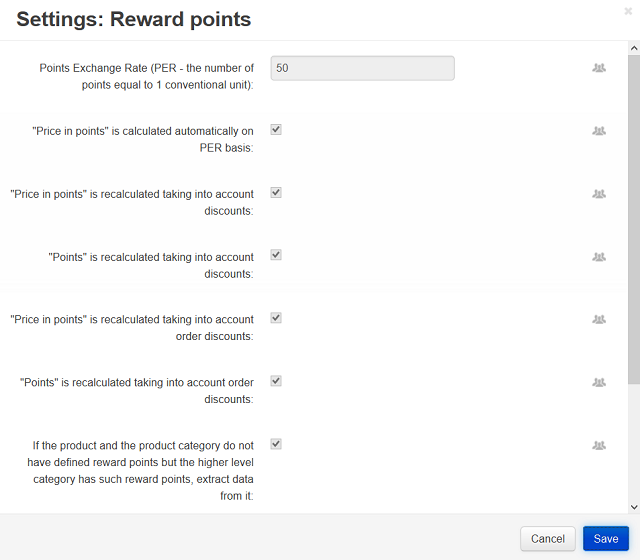 Settings: Reward points
Points Exchange Rate (PER - the number of
points equal to 1 conventional unit):
50
"Price in points" is calculated automatically on
PER basis:
"Price in points" is recalculated taking into account
discounts:
"Points" is recalculated taking into account
discounts:
"Price in points" is recalculated taking into account
order discounts:
"Points" is recalculated taking into account order
discounts:
If the product and the product category do not
have defined reward points but the higher level
category has such reward points, extract data
from it:
Cancel
Save